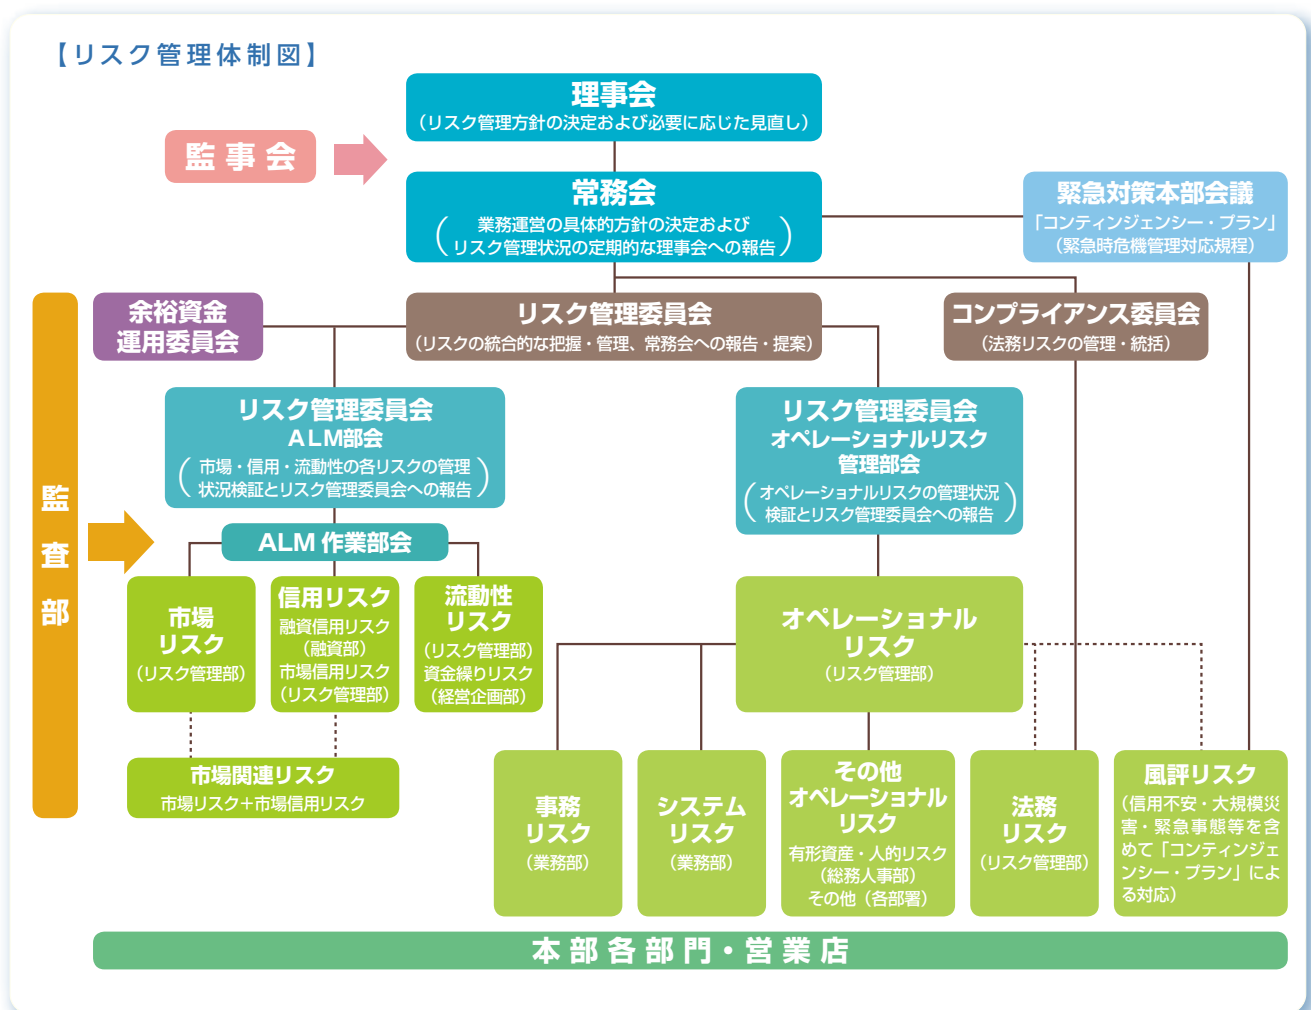 【リスク管理体制図】
理事会
（リスク管理方針の決定および必要に応じた見直し）
監事会
常務会
業務運営の具体的方針の決定および
リスク管理状況の定期的な理事会への報告
緊急対策本部会議
「コンティンジェンシー・プラン」
（緊急時危機管理対応規程）
余裕資金
運用委員会
リスク管理委員会
（リスクの統合的な把握・管理、常務会への報告・提案）
コンプライアンス委員会
（法務リスクの管理・統括）
リスク管理委員会
ALM部会
市場・信用・流動性の各リスクの管理
状況検証とリスク管理委員会への報告
リスク管理委員会
オペレーショナルリスク
管理部会
オペレーショナルリスクの管理状況
検証とリスク管理委員会への報告
監査部
ALM 作業部会
市場
リスク
（リスク管理部）
信用リスク
融資信用リスク
（融資部）
市場信用リスク
（リスク管理部）
流動性
リスク
（リスク管理部）
資金繰りリスク
（経営企画部）
オペレーショナル
リスク
（リスク管理部）
市場関連リスク
市場リスク＋市場信用リスク
事務
リスク
（業務部）
システム
リスク
（業務部）
その他
オペレーショナル
リスク
有形資産・人的リスク
（総務人事部）
その他（各部署）
法務
リスク
（リスク管理部）
風評リスク
（信用不安・大規模災
害・緊急事態等を含
めて「コンティンジェ
ンシー・プラン」によ
る対応）
本部各部門・営業店